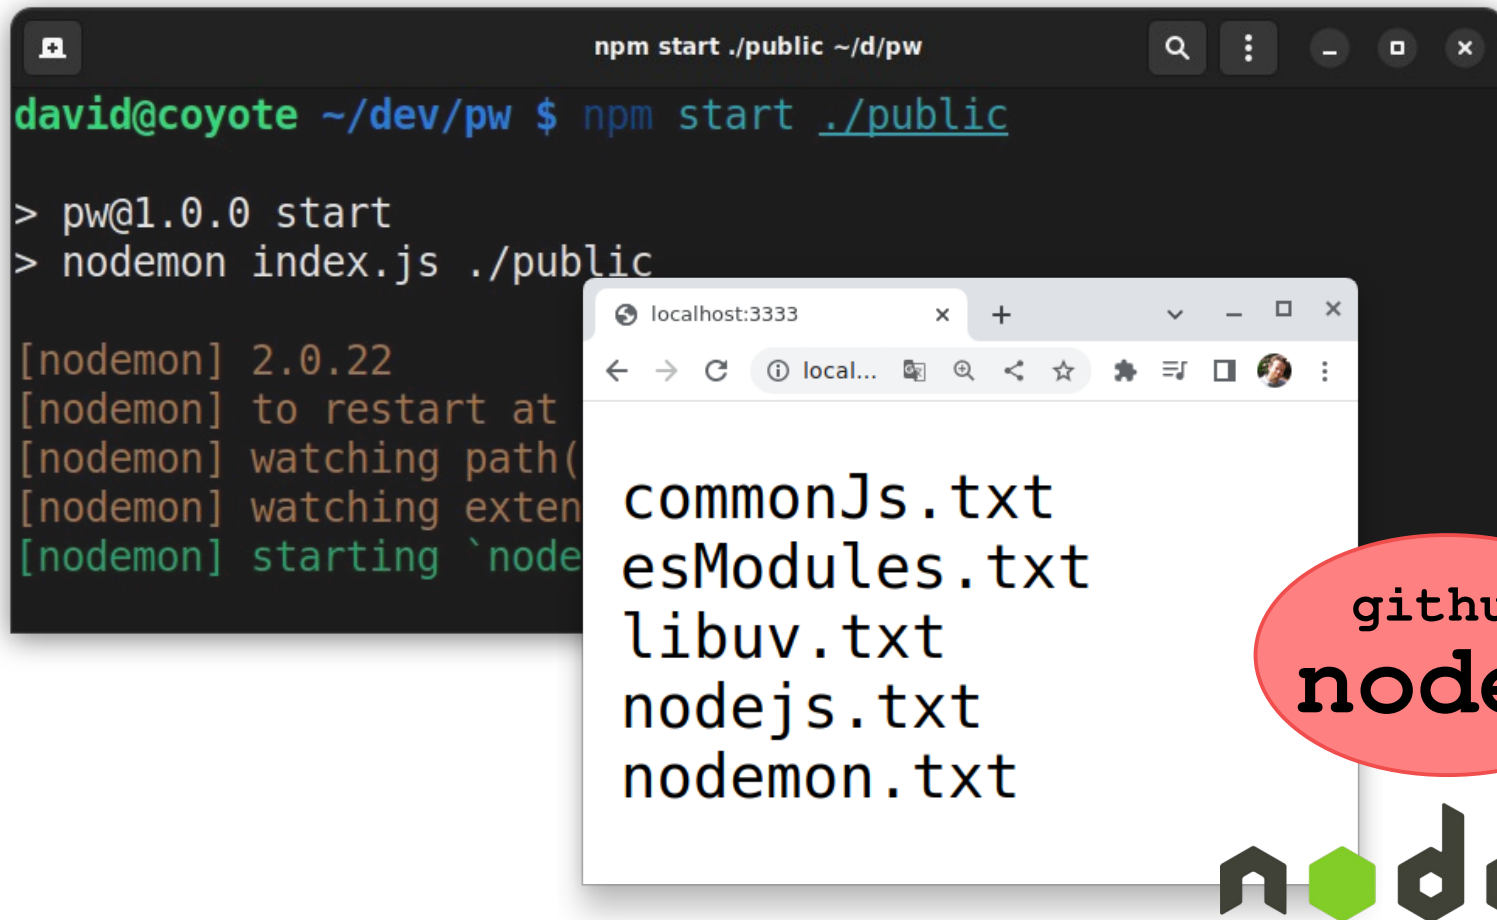 npm start ./public ~/d/pw
david@coyote ~/dev/pw $ npm start ./public
> pw@1.0.0 start
> nodemon index.js ./public
[nodemon] 2.0.22
[nodemon] to restart at
[nodemon] watching path(
[nodemon] watching exten
[nodemon] starting `node
localhost:3333
local...
commonJs.txt
esModules.txt
libuv.txt
nodejs.txt
nodemon.txt